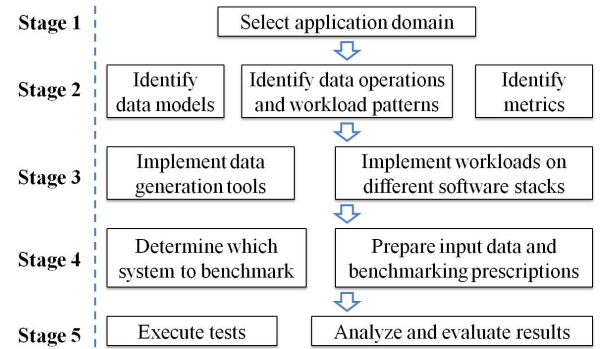 Stage 1
Select application domain
Stage 2
Identify
data models
Identify data operations
and workload patterns
Identify
metrics
Stage 3
Implement data
generation tools
Implement workloads on
different software stacks
Stage 4
Determine which
system to benchmark
Prepare input data and
benchmarking prescriptions
Stage 5
Execute tests
Analyze and evaluate results